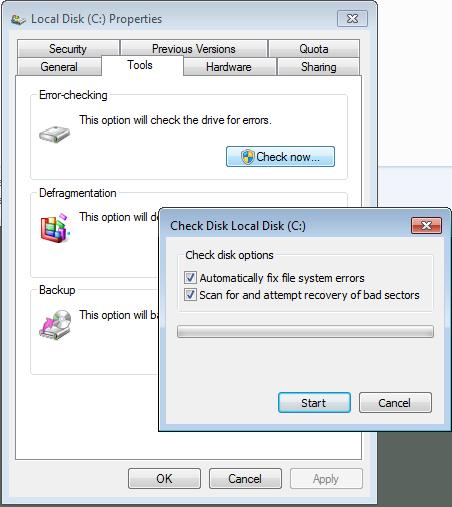 Local Disk (C:) Properties
Security
Previous Versions
Quota
General
Tools
Hardware
Sharing
Error-checking
This option will check the drive for errors.
Check now...
Defragmentation
This option will de
Backup
This option will ba
Check Disk Local Disk (C:)
Check disk options
Automatically fix file system errors
Scan for and attempt recovery of bad sectors
Start
Cancel
OK
Cancel
Apply